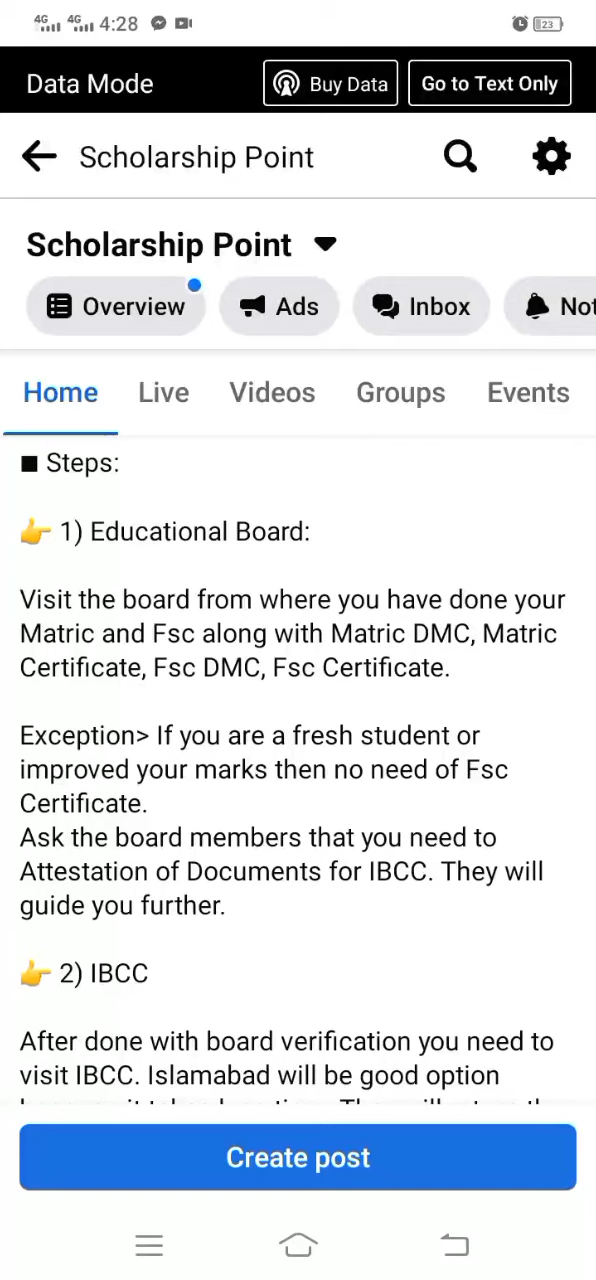 4G 4G 4:28 23
Data Mode Buy Data Go to Text Only
Scholarship Point
Scholarship Point
Overview Ads Inbox Not
Home Live Videos Groups Events
■ Steps:
👉 1) Educational Board:
Visit the board from where you have done your
Matric and Fsc along with Matric DMC, Matric
Certificate, Fsc DMC, Fsc Certificate.
Exception> If you are a fresh student or
improved your marks then no need of Fsc
Certificate.
Ask the board members that you need to
Attestation of Documents for IBCC. They will
guide you further.
👉 2) IBCC
After done with board verification you need to
visit IBCC. Islamabad will be good option
Create post